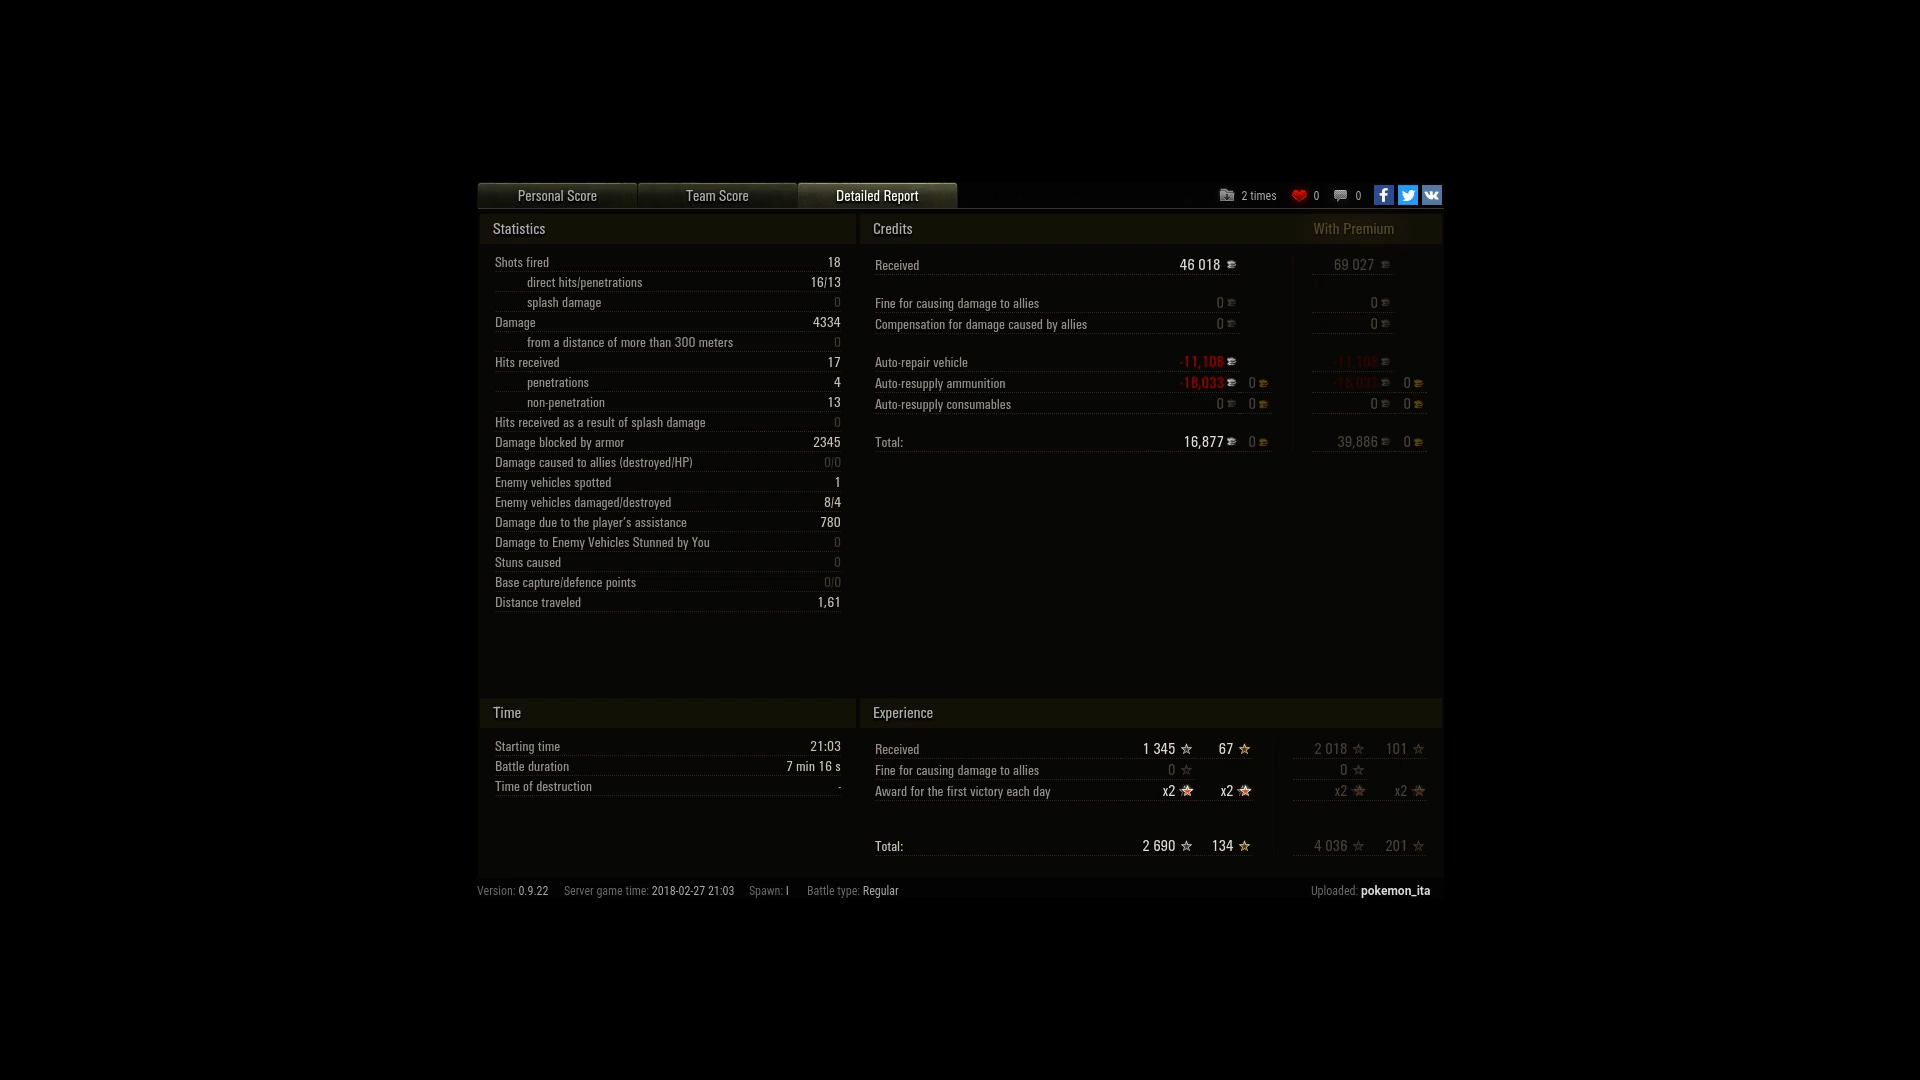 Personal Score Team Score Detailed Report 2 times 0 0
Statistics
Shots fired 18
direct hits/penetrations 16/13
splash damage 0
Damage 4334
from a distance of more than 300 meters 0
Hits received 17
penetrations 4
non-penetration 13
Hits received as a result of splash damage 0
Damage blocked by armor 2345
Damage caused to allies (destroyed/HP) 0/0
Enemy vehicles spotted 1
Enemy vehicles damaged/destroyed 8/4
Damage due to the player's assistance 780
Damage to Enemy Vehicles Stunned by You 0
Stuns caused 0
Base capture/defence points 0/0
Distance traveled 1,61
Credits With Premium
Received 46 018 69 027
Fine for causing damage to allies 0 0
Compensation for damage caused by allies 0 0
Auto-repair vehicle -11,108 -11,108
Auto-resupply ammunition -18,033 0 -18,033 0
Auto-resupply consumables 0 0 0 0
Total: 16,877 0 39,886 0
Time
Starting time 21:03
Battle duration 7 min 16 s
Time of destruction -
Experience
Received 1 345 67 2 018 101
Fine for causing damage to allies 0 0
Award for the first victory each day x2 x2 x2 x2
Total: 2 690 134 4 036 201
Version: 0.9.22 Server game time: 2018-02-27 21:03 Spawn: I Battle type: Regular Uploaded: pokemon_ita